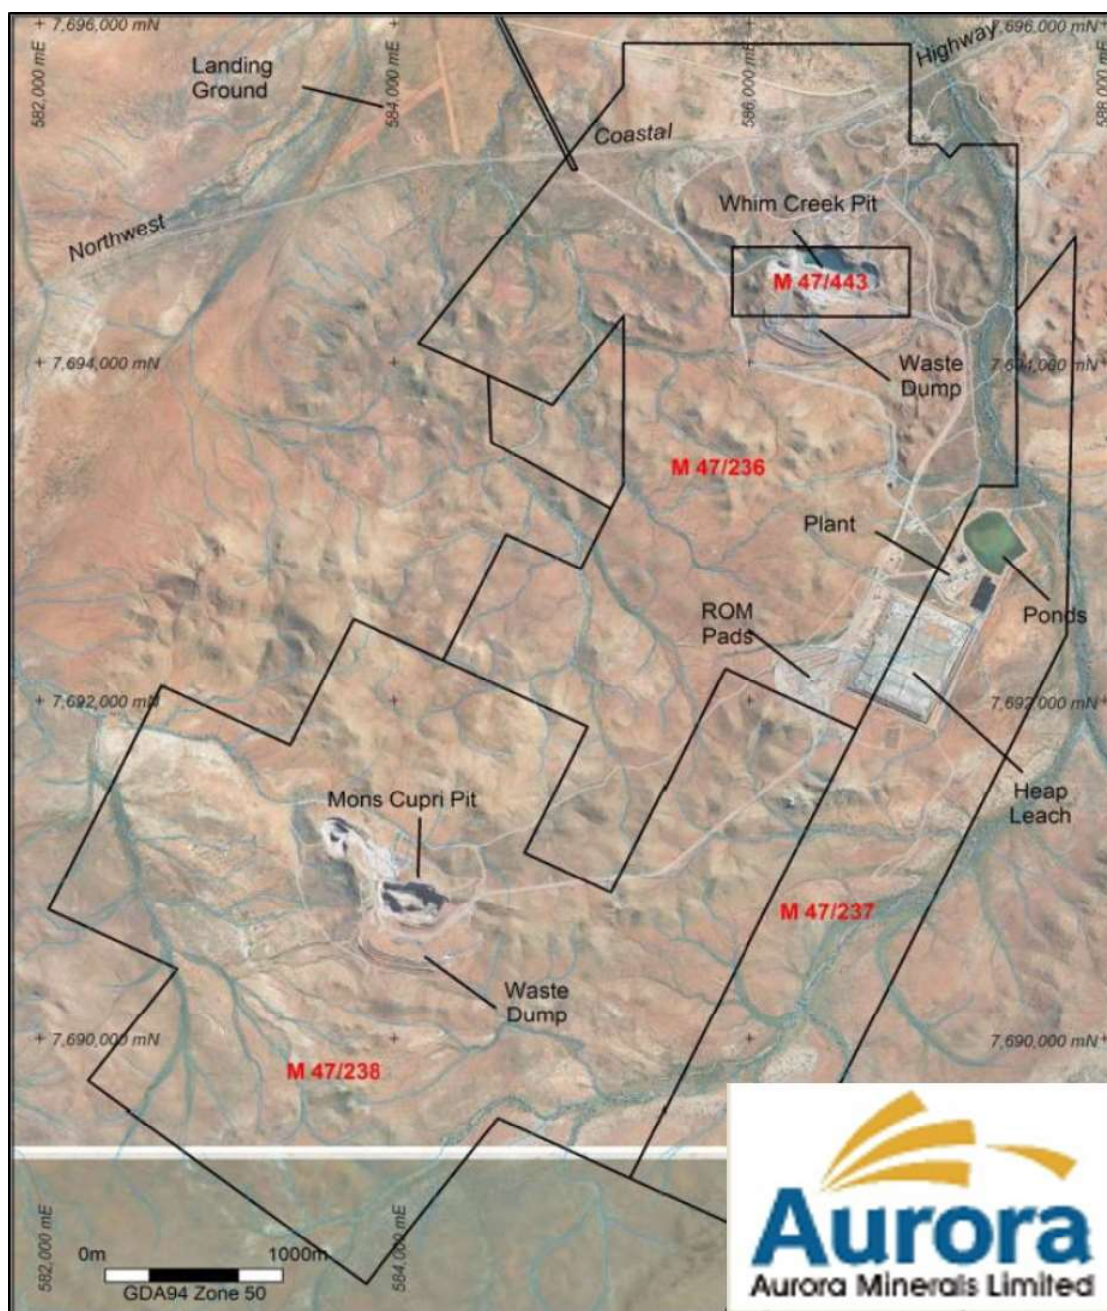 7,696,000 mN
7,696,000 mN
582,000 mE
584,000 mE
586,000 mE
588,000 mE
Landing
Ground
Highway
Coastal
Northwest
Whim Creek Pit
M 47/443
7,694,000 mN
7,694,000 mN
Waste
Dump
M 47/236
Plant
Ponds
ROM
Pads
7,692,000 mN
7,692,000 mN
Heap
Leach
Mons Cupri Pit
M 47/237
Waste
Dump
7,690,000 mN
7,690,000 mN
M 47/238
582,000 mE
584,000 mE
0m 1000m
GDA94 Zone 50
Aurora
Aurora Minerals Limited